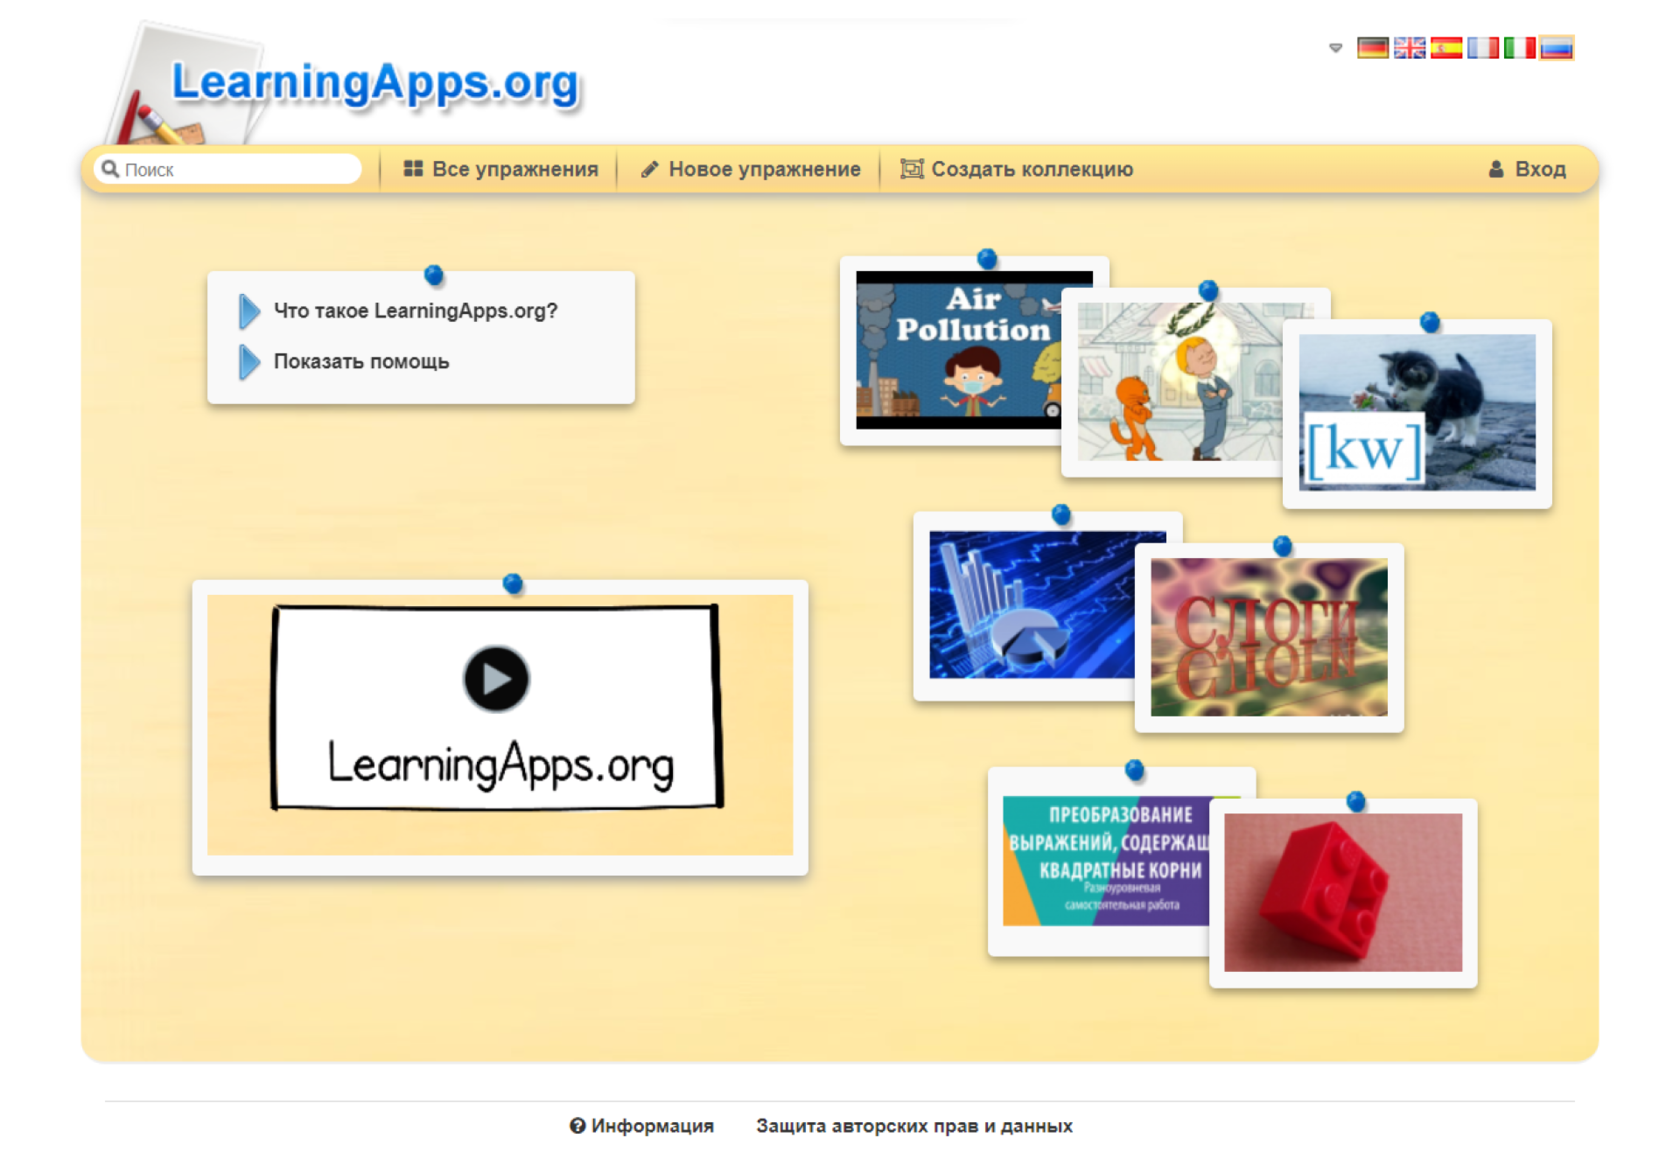 LearningApps.org
Поиск
Все упражнения
Новое упражнение
Создать коллекцию
Вход
Что такое LearningApps.org?
Показать помощь
Air
Pollution
[kw]
СЛОГИ
LearningApps.org
ПРЕОБРАЗОВАНИЕ
ВЫРАЖЕНИЙ, СОДЕРЖАЩ
КВАДРАТНЫЕ КОРНИ
Разноуровневая
самостоятельная работа
Информация
Защита авторских прав и данных